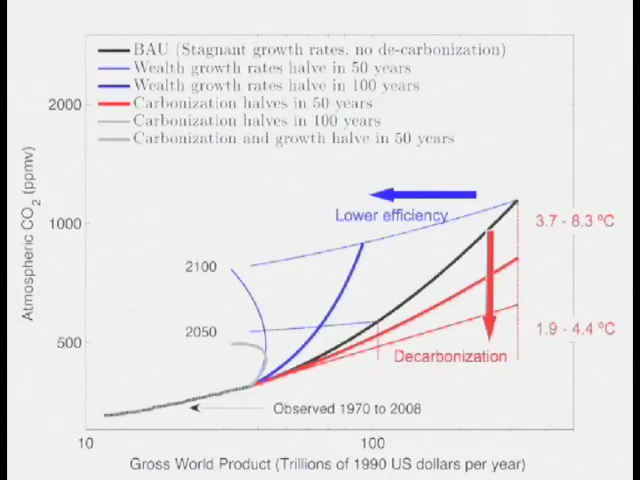 BAU (Stagnant growth rates, no de-carbonization)
Wealth growth rates halve in 50 years
Wealth growth rates halve in 100 years
Carbonization halves in 50 years
Carbonization halves in 100 years
Carbonization and growth halve in 50 years
2000
1000
500
Atmospheric CO2 (ppmv)
Lower efficiency
3.7 - 8.3 ºC
2100
2050
1.9 - 4.4 ºC
Decarbonization
Observed 1970 to 2008
10
100
Gross World Product (Trillions of 1990 US dollars per year)